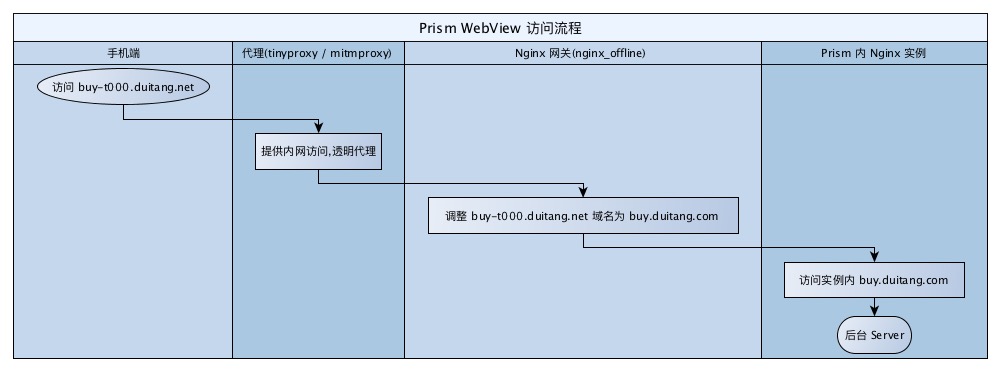 Prism WebView 访问流程
手机端
代理(tinyproxy / mitmproxy)
Nginx 网关(nginx_offline)
Prism 内 Nginx 实例
访问 buy-t000.duitang.net
提供内网访问,透明代理
调整 buy-t000.duitang.net 域名为 buy.duitang.com
访问实例内 buy.duitang.com
后台 Server